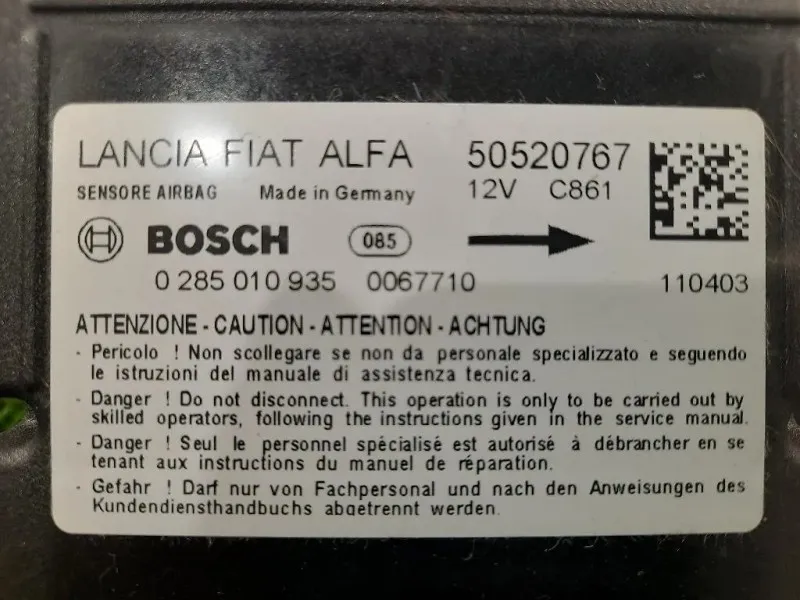 LANCIA FIAT ALFA 50520767
SENSORE AIRBAG Made in Germany 12V C861
BOSCH 085
0 285 010 935 0067710 110403
ATTENZIONE - CAUTION - ATTENTION - ACHTUNG
- Pericolo ! Non scollegare se non da personale specializzato e seguendo
le istruzioni del manuale di assistenza tecnica.
- Danger ! Do not disconnect. This operation is only to be carried out by
skilled operators, following the instructions given in the service manual.
- Danger ! Seul le personnel spécialisé est autorisé à débrancher en se
tenant aux instructions du manuel de réparation.
- Gefahr ! Darf nur von Fachpersonal und nach den Anweisungen des
Kundendiensthandbuchs abgetrennt werden.